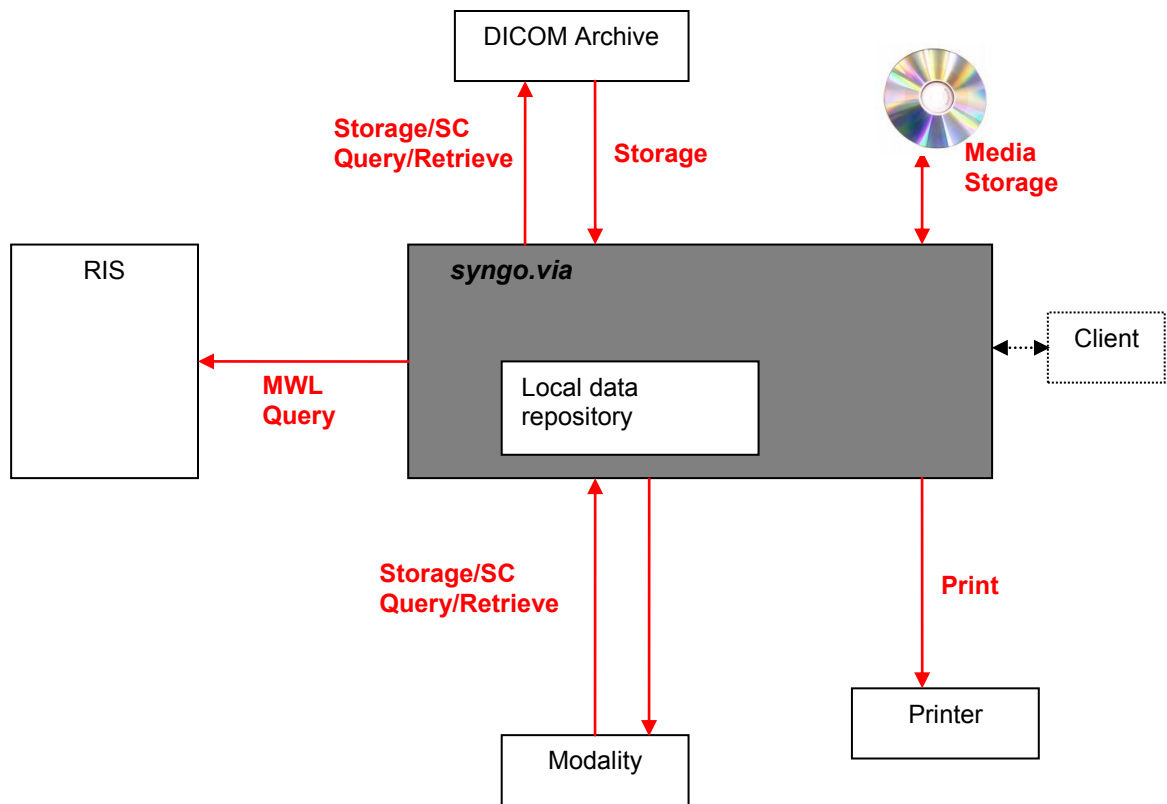 DICOM Archive
Storage/SC
Query/Retrieve
Storage
Media
Storage
RIS
syngo.via
Client
MWL
Query
Local data
repository
Storage/SC
Query/Retrieve
Print
Printer
Modality